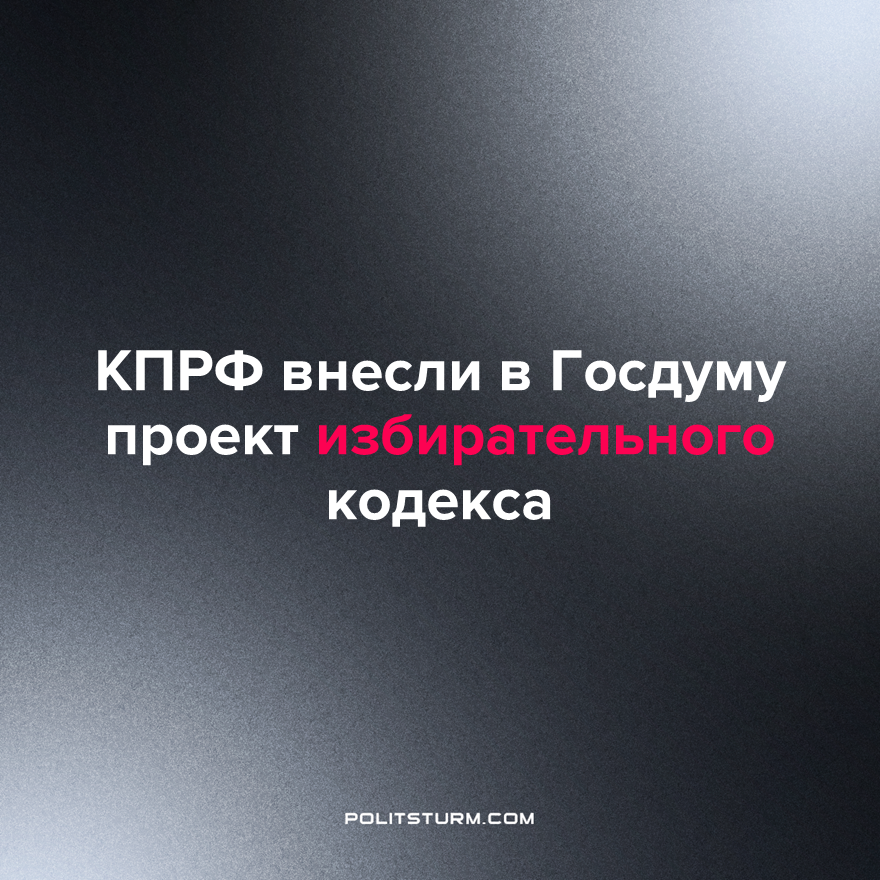 КПРФ внесли в Госдуму
проект избирательного
кодекса
POLITSTURM.COM